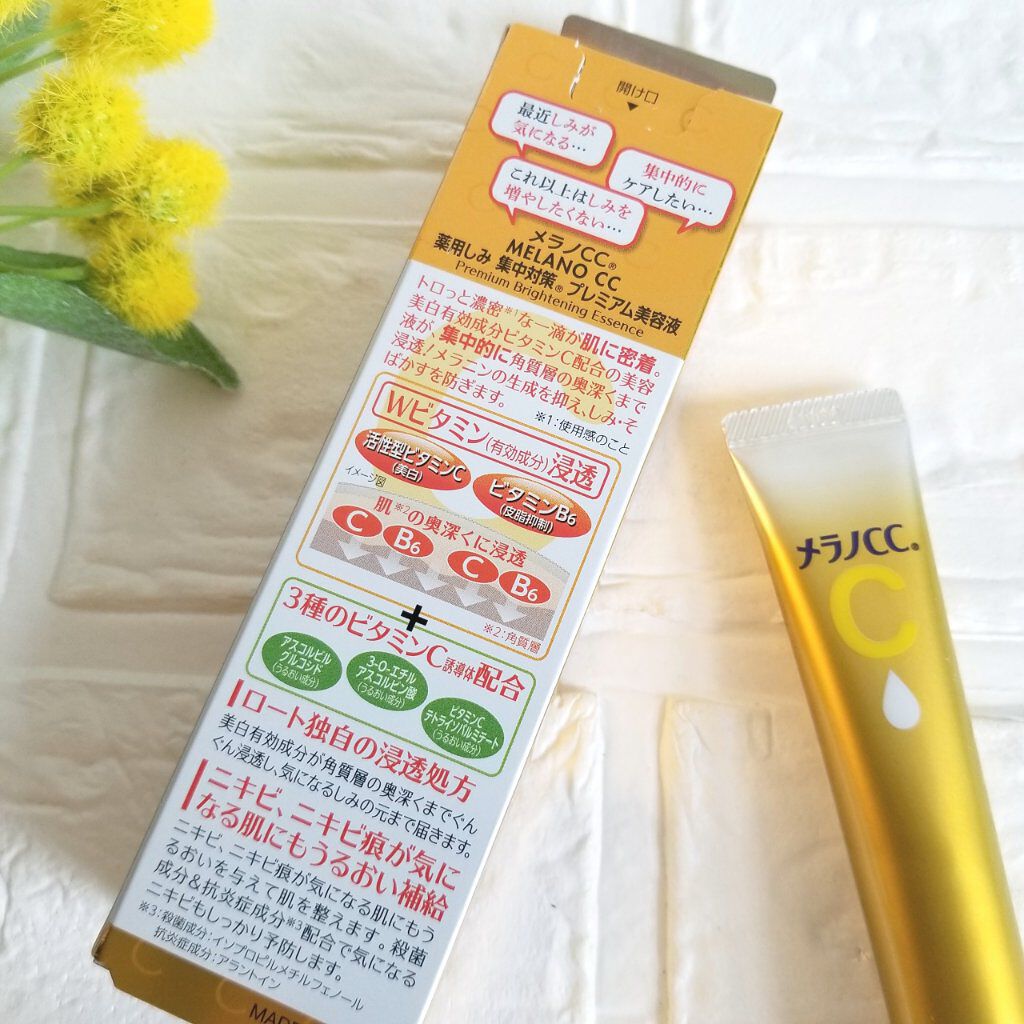 開け口
最近しみが
気になる…
集中的に
ケアしたい…
これ以上はしみを
増やしたくない…
メラノCC®
MELANO CC
薬用しみ 集中対策® プレミアム美容液
Premium Brightening Essence
トロっと濃密※1な一滴が肌に密着。
美白有効成分ビタミンC配合の美容
液が、集中的に角質層の奥深くまで
浸透!メラニンの生成を抑え、しみ・そ
ばかすを防ぎます。
※1:使用感のこと
Wビタミン(有効成分)浸透
活性型ビタミンC
(美白)
ビタミンB6
(皮脂抑制)
イメージ図
肌※2の奥深くに浸透
C B6 C B6
※2:角質層
+
3種のビタミンC誘導体配合
アスコルビル
グルコシド
(うるおい成分)
3-O-エチル
アスコルビン酸
(うるおい成分)
ビタミンC
テトライソパルミテート
(うるおい成分)
ロート独自の浸透処方
美白有効成分が角質層の奥深くまでぐん
ぐん浸透し、気になるしみの元まで届きます。
ニキビ、ニキビ痕が気に
なる肌にもうるおい補給
ニキビ、ニキビ痕が気になる肌にもう
るおいを与えて肌を整えます。殺菌
成分&抗炎症成分※3配合で気になる
ニキビもしっかり予防します。
※3:殺菌成分:イソプロピルメチルフェノール
抗炎症成分:アラントイン
メラノCC®
C